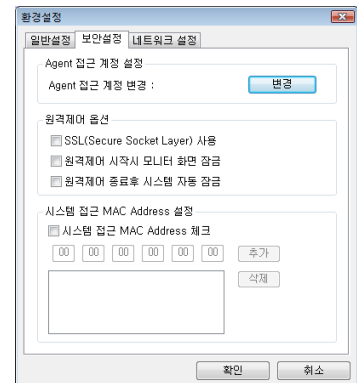 환경설정
일반설정 보안설정 네트워크 설정
Agent 접근 계정 설정
Agent 접근 계정 변경 : 변경
원격제어 옵션
SSL(Secure Socket Layer) 사용
원격제어 시작시 모니터 화면 잠금
원격제어 종료후 시스템 자동 잠금
시스템 접근 MAC Address 설정
시스템 접근 MAC Address 체크
00 00 00 00 00 00 추가
삭제
확인 취소